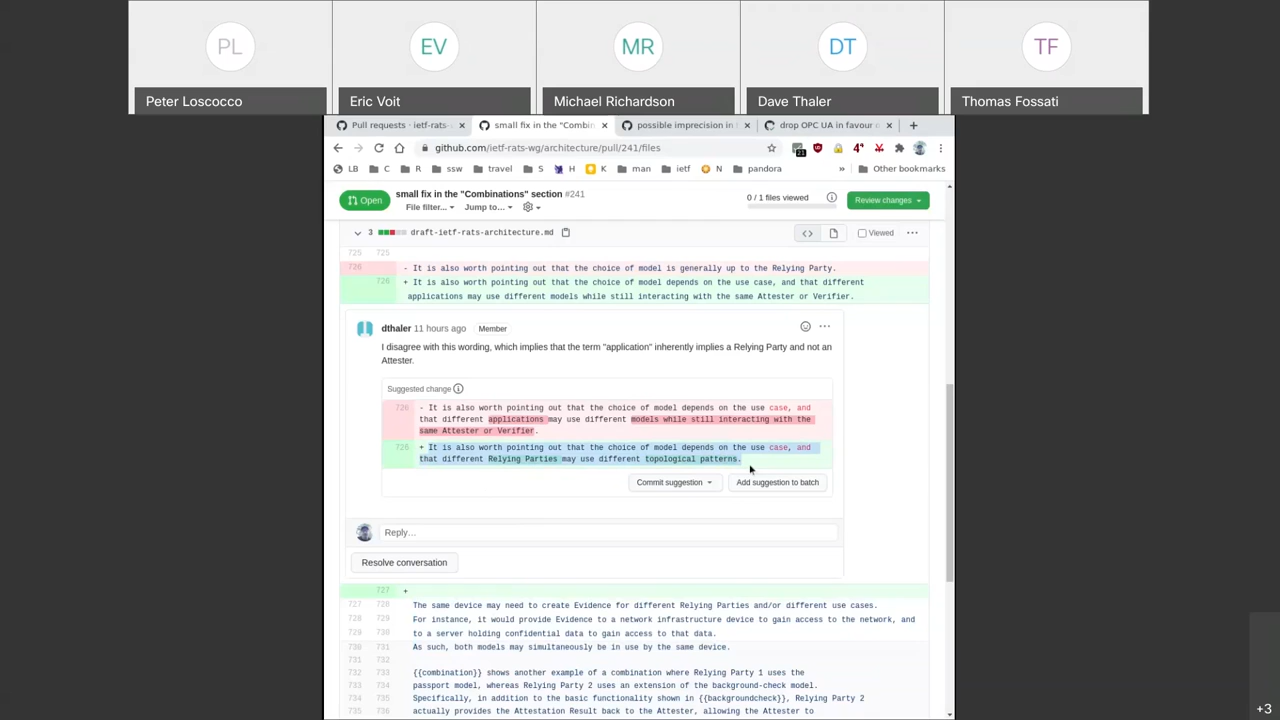 PL
EV
MR
DT
TF
Peter Loscocco
Eric Voit
Michael Richardson
Dave Thaler
Thomas Fossati
Pull requests · ietf-rats-
small fix in the "Combin
possible imprecision in
drop OPC UA in favour o
github.com/ietf-rats-wg/architecture/pull/241/files
21
LB
C
R
ssw
travel
S
H
K
man
ietf
N
pandora
»
Other bookmarks
Open
small fix in the "Combinations" section #241
File filter...
Jump to...
0 / 1 files viewed
Review changes
3
draft-ietf-rats-architecture.md
Viewed
725 725
726 - It is also worth pointing out that the choice of model is generally up to the Relying Party.
726 + It is also worth pointing out that the choice of model depends on the use case, and that different
applications may use different models while still interacting with the same Attester or Verifier.
dthaler 11 hours ago Member
I disagree with this wording, which implies that the term "application" inherently implies a Relying Party and not an
Attester.
Suggested change
726 - It is also worth pointing out that the choice of model depends on the use case, and
that different applications may use different models while still interacting with the
same Attester or Verifier.
726 + It is also worth pointing out that the choice of model depends on the use case, and
that different Relying Parties may use different topological patterns.
Commit suggestion
Add suggestion to batch
Reply...
Resolve conversation
727 +
727 728 The same device may need to create Evidence for different Relying Parties and/or different use cases.
728 729 For instance, it would provide Evidence to a network infrastructure device to gain access to the network, and
729 730 to a server holding confidential data to gain access to that data.
730 731 As such, both models may simultaneously be in use by the same device.
731 732
732 733 {{combination}} shows another example of a combination where Relying Party 1 uses the
733 734 passport model, whereas Relying Party 2 uses an extension of the background-check model.
734 735 Specifically, in addition to the basic functionality shown in {{backgroundcheck}}, Relying Party 2
735 736 actually provides the Attestation Result back to the Attester, allowing the Attester to
+3